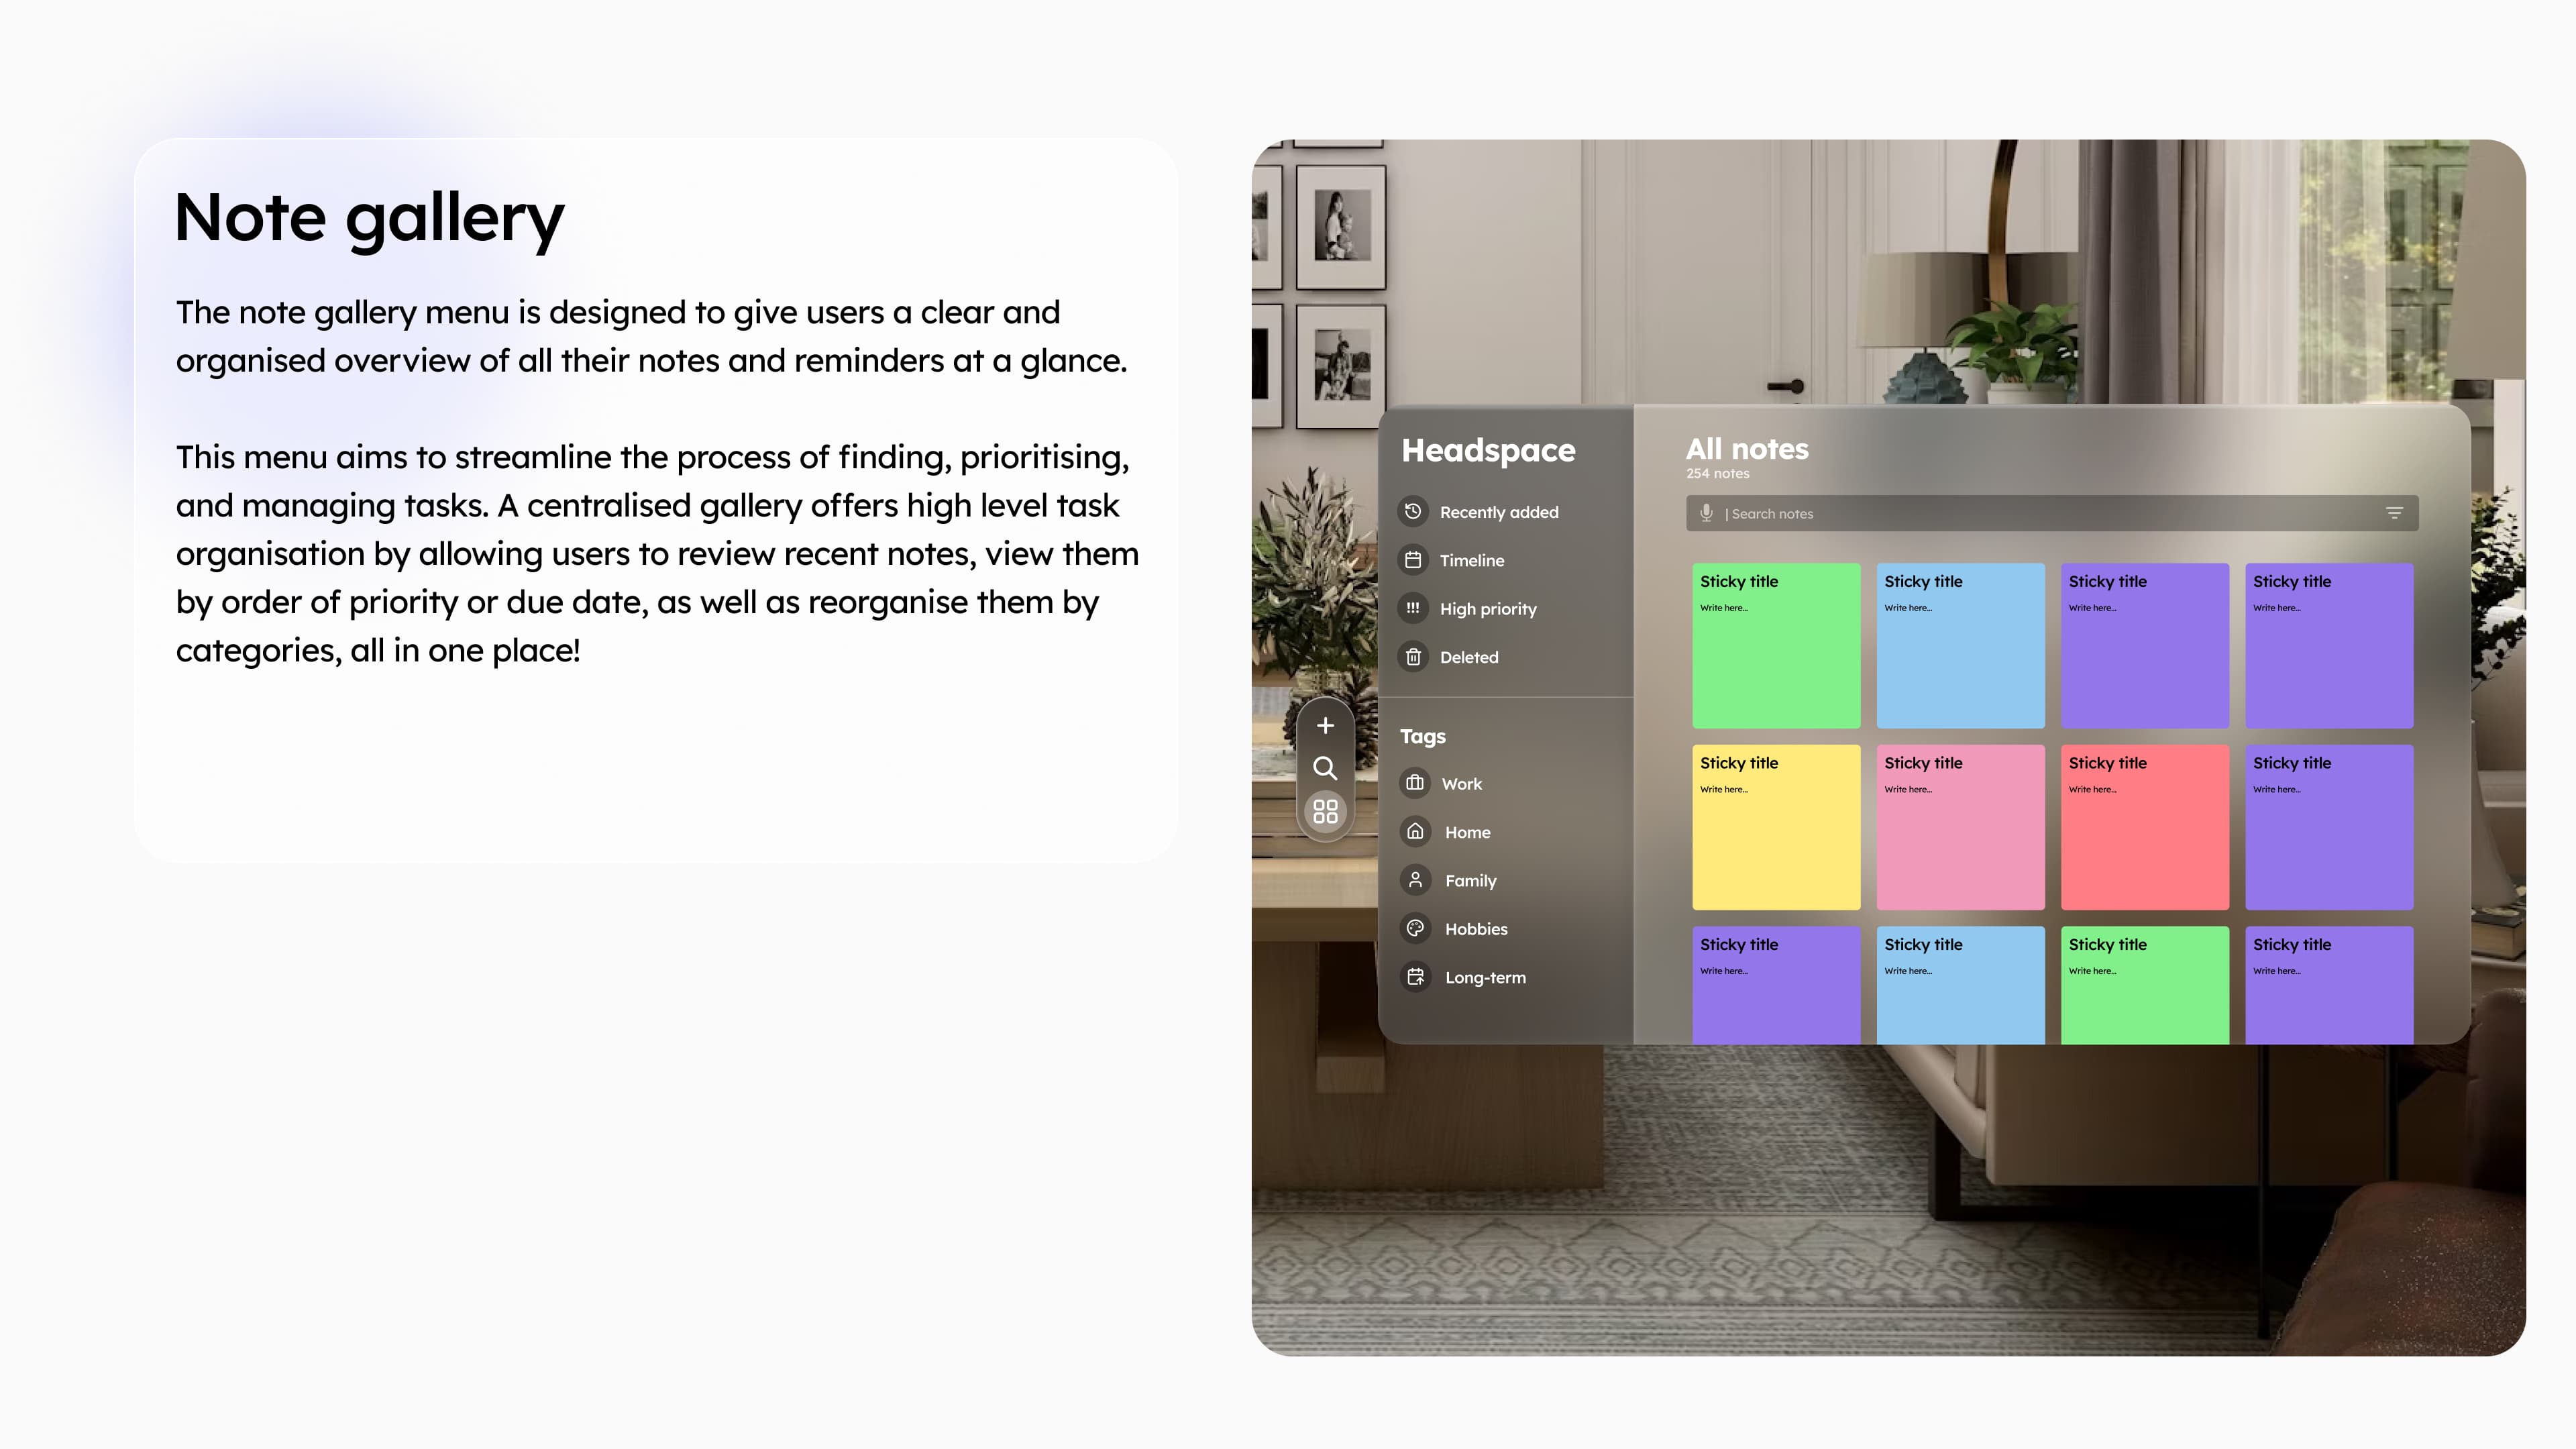 Note gallery
The note gallery menu is designed to give users a clear and
organised overview of all their notes and reminders at a glance.
This menu aims to streamline the process of finding, prioritising,
and managing tasks. A centralised gallery offers high level task
organisation by allowing users to review recent notes, view them
by order of priority or due date, as well as reorganise them by
categories, all in one place!
Headspace
Recently added
Timeline
High priority
Deleted
Tags
Work
Home
Family
Hobbies
Long-term
All notes
254 notes
| Search notes
Sticky title
Write here...
Sticky title
Write here...
Sticky title
Write here...
Sticky title
Write here...
Sticky title
Write here...
Sticky title
Write here...
Sticky title
Write here...
Sticky title
Write here...
Sticky title
Write here...
Sticky title
Write here...
Sticky title
Write here...
Sticky title
Write here...